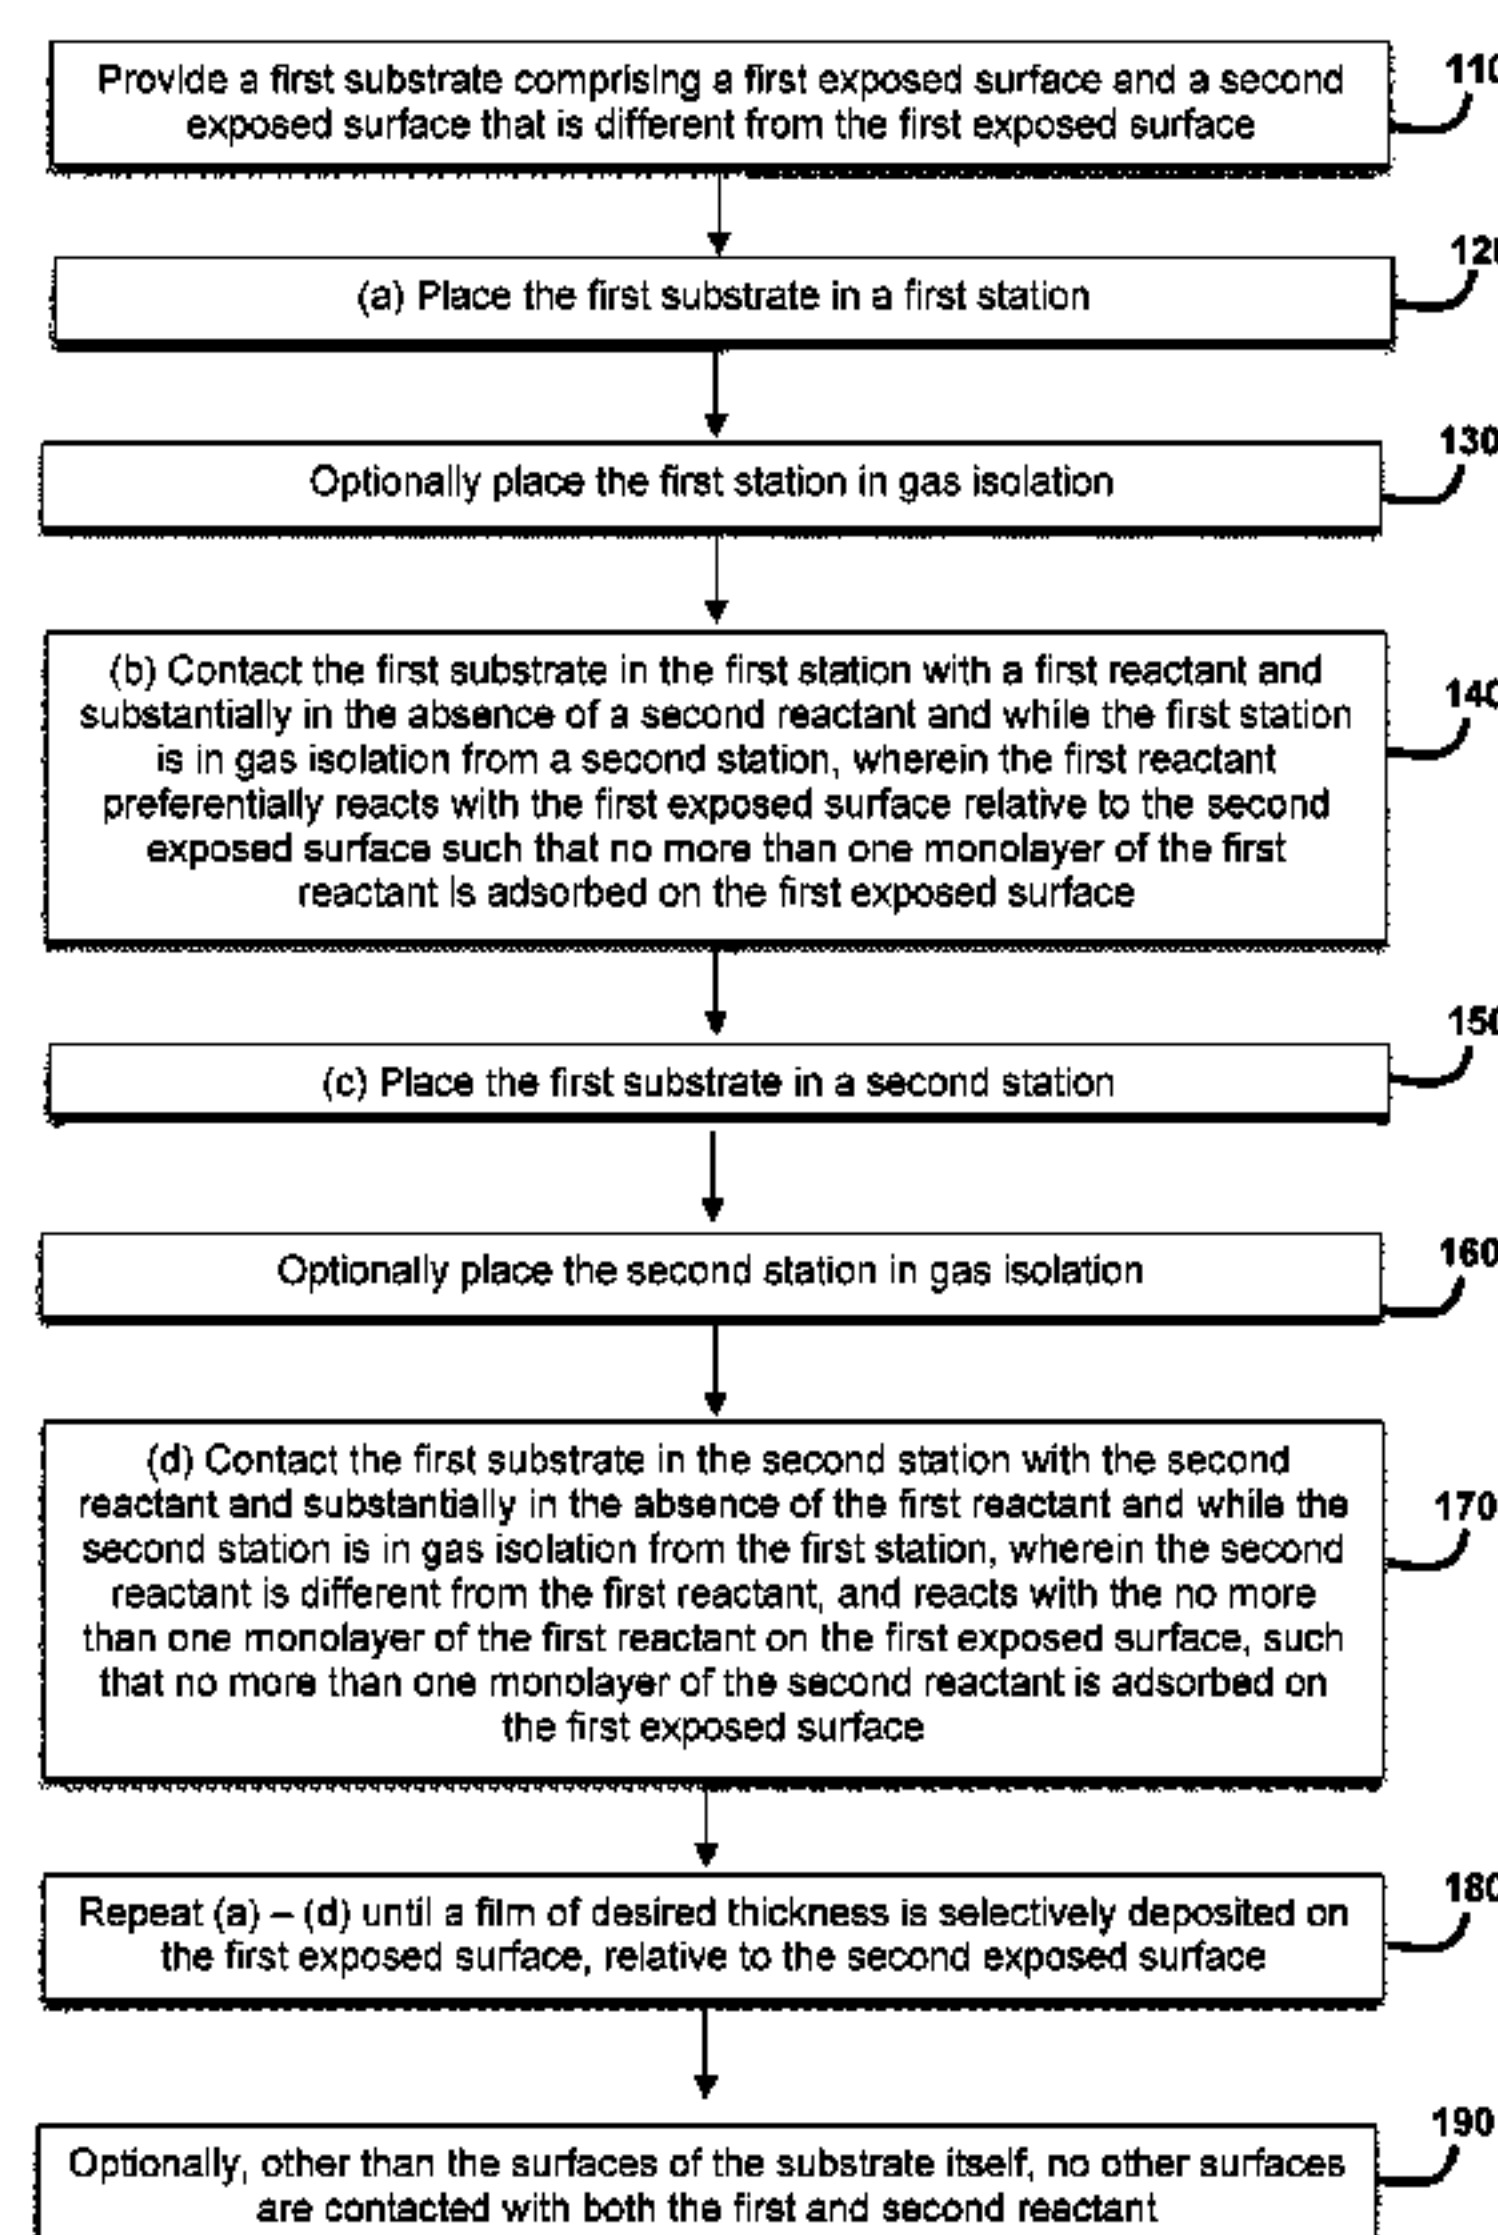 Provide a first substrate comprising a first exposed surface and a second
exposed surface that is different from the first exposed surface
110
(a) Place the first substrate in a first station
120
Optionally place the first station in gas isolation
130
(b) Contact the first substrate in the first station with a first reactant and
substantially in the absence of a second reactant and while the first station
is in gas isolation from a second station, wherein the first reactant
preferentially reacts with the first exposed surface relative to the second
exposed surface such that no more than one monolayer of the first
reactant is adsorbed on the first exposed surface
140
(c) Place the first substrate in a second station
150
Optionally place the second station in gas isolation
160
(d) Contact the first substrate in the second station with the second
reactant and substantially in the absence of the first reactant and while the
second station is in gas isolation from the first station, wherein the second
reactant is different from the first reactant, and reacts with the no more
than one monolayer of the first reactant on the first exposed surface, such
that no more than one monolayer of the second reactant is adsorbed on
the first exposed surface
170
Repeat (a) – (d) until a film of desired thickness is selectively deposited on
the first exposed surface, relative to the second exposed surface
180
Optionally, other than the surfaces of the substrate itself, no other surfaces
are contacted with both the first and second reactant
190